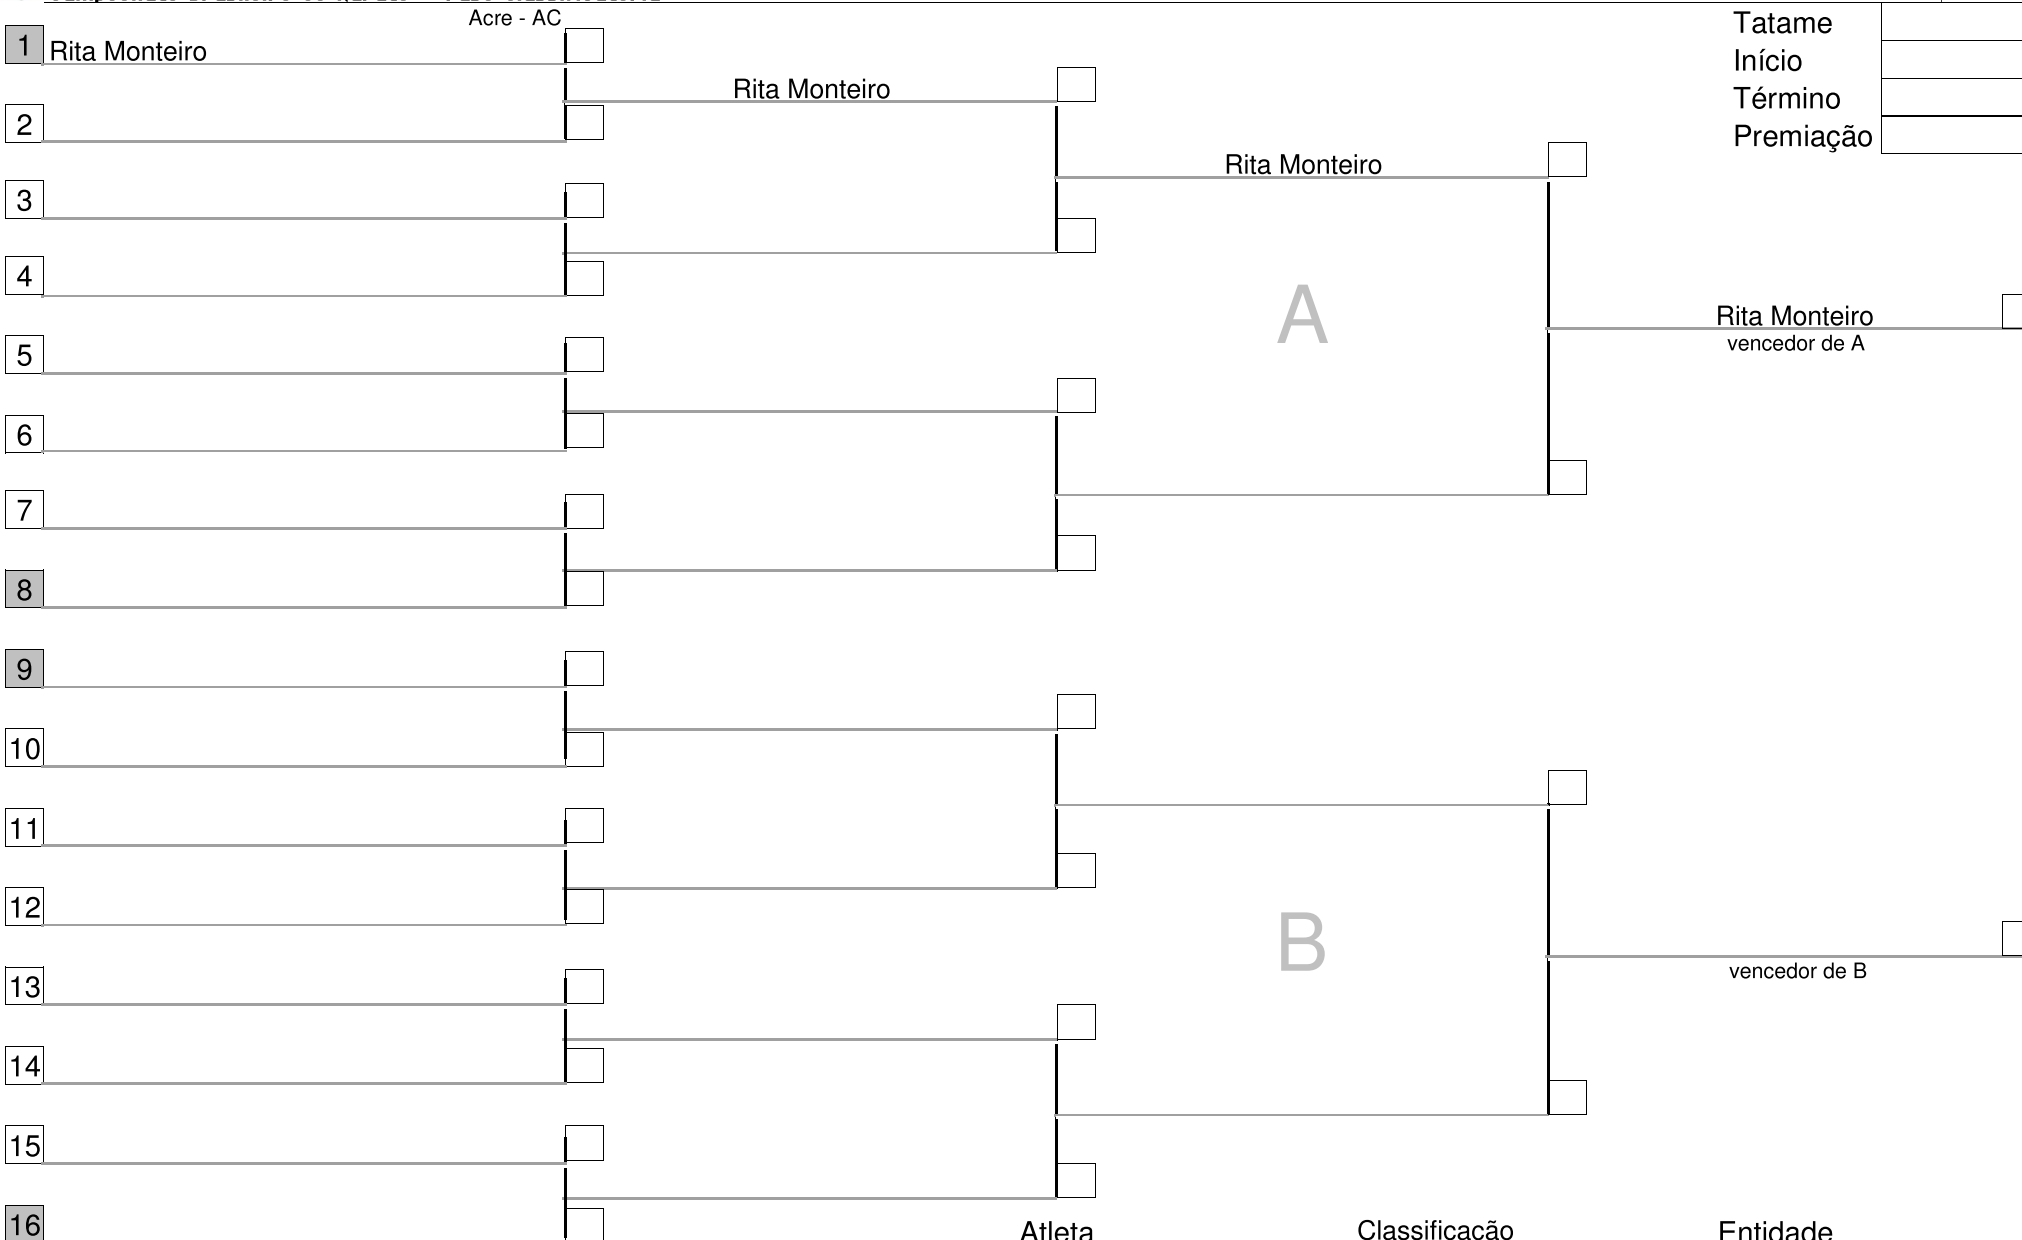 Acre - AC
Tatame
1 Rita Monteiro
Início
Rita Monteiro
Término
2
Premiação
Rita Monteiro
3
4
A
Rita Monteiro
vencedor de A
5
6
7
8
9
10
11
12
B
vencedor de B
13
14
15
16
Atleta Classificação Entidade